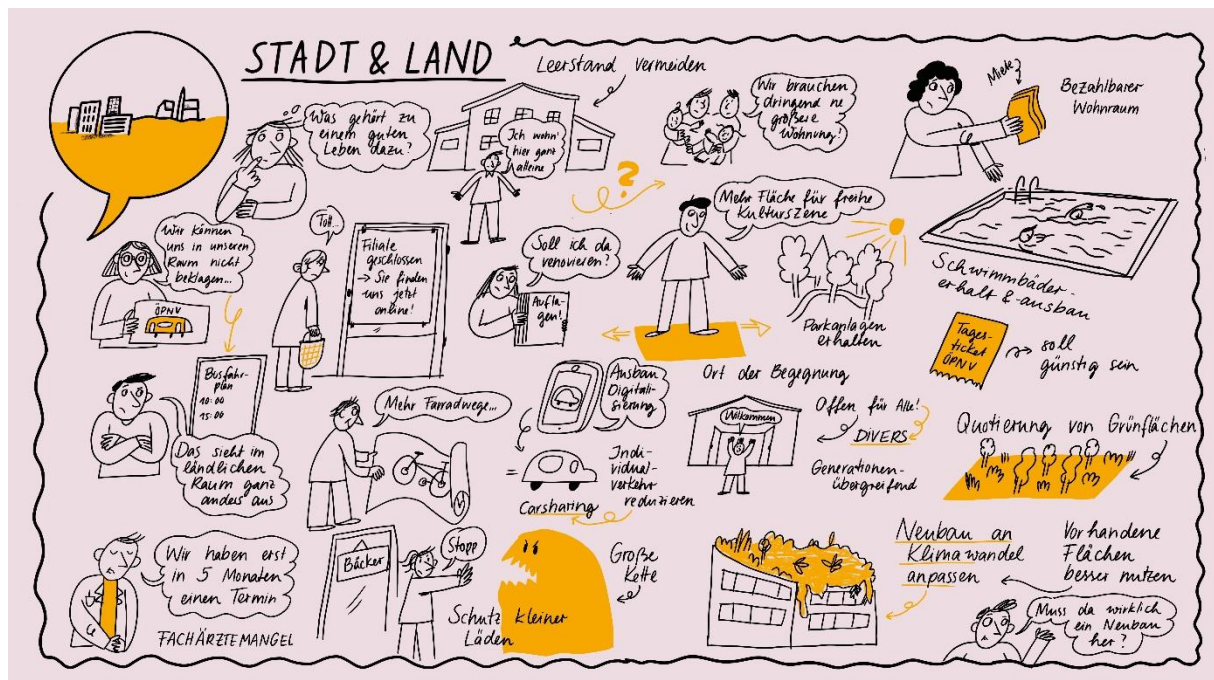 STADT & LAND
Leerstand vermeiden
Was gehört zu
einem guten
Leben dazu?
Ich wohn'
hier ganz
alleine
Wir brauchen
dringend ne
größere
Wohnung!
Miete
Bezahlbarer
Wohnraum
Wir können
uns in unseren
Raum nicht
beklagen...
ÖPNV
Toll...
Filiale
geschlossen
→ Sie finden
uns jetzt
online!
Soll ich da
renovieren?
Aufla-
gen!
?
Mehr Fläche für freihe
Kulturszene
Parkanlagen
erhalten
Schwimmbäder-
erhalt & -ausbau
Tages-
ticket
ÖPNV
soll
günstig sein
Busfahr-
plan
10:00
15:00
Das sieht im
ländlichen
Raum ganz
anders aus
Mehr Farradwege...
Ausbau
Digitali-
sierung
=
Carsharing
Indi-
vidual-
verkehr
reduzieren
Ort der Begegnung
Willkommen
Offen für Alle!
DIVERS
Generationen-
übergreifend
Quotierung von Grünflächen
Wir haben erst
in 5 Monaten
einen Termin
FACHÄRZTEMANGEL
Bäcker
Stopp
Schutz kleiner
Läden
Große
Kette
Neubau an
Klimawandel
anpassen
Vorhandene
Flächen
besser nutzen
Muss da wirklich
ein Neubau
her?